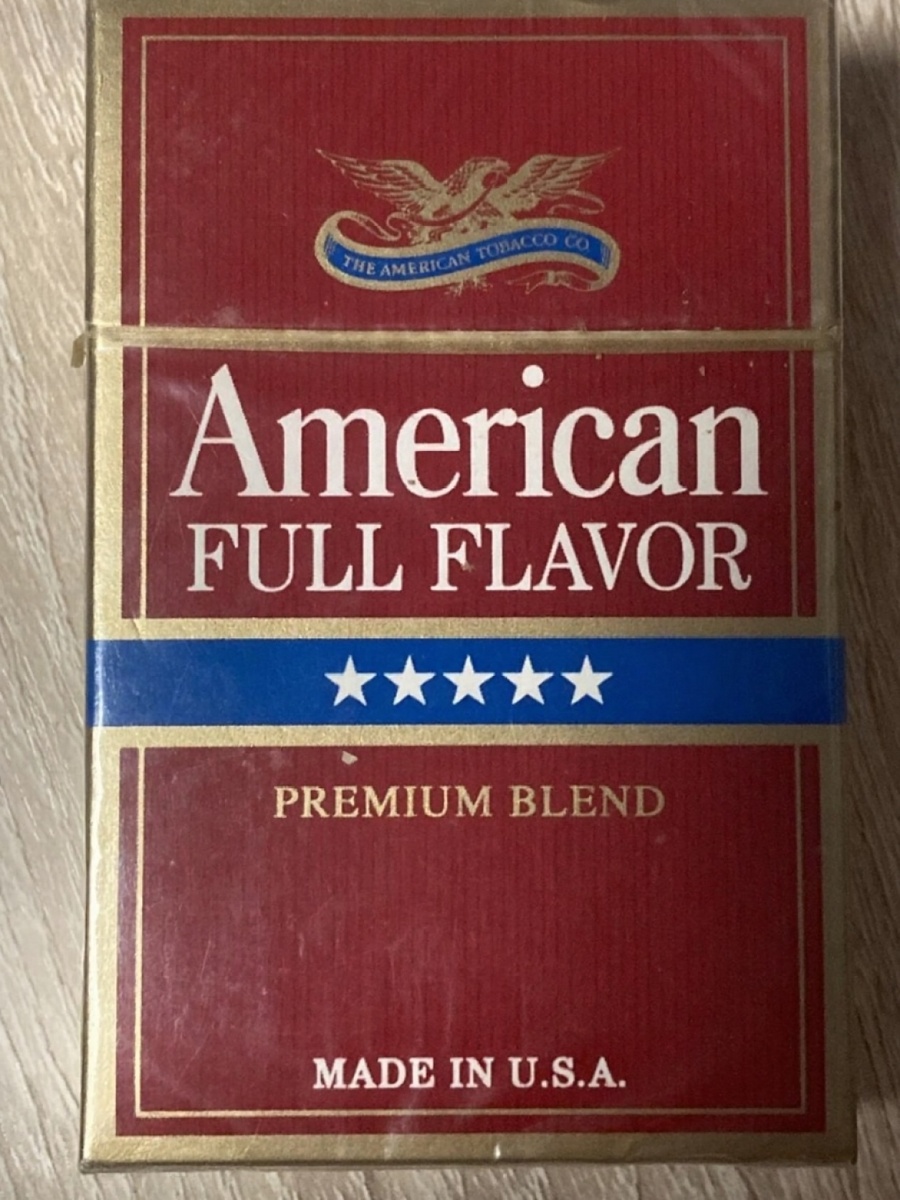 THE AMERICAN TOBACCO CO
American
FULL FLAVOR
PREMIUM BLEND
MADE IN U.S.A.